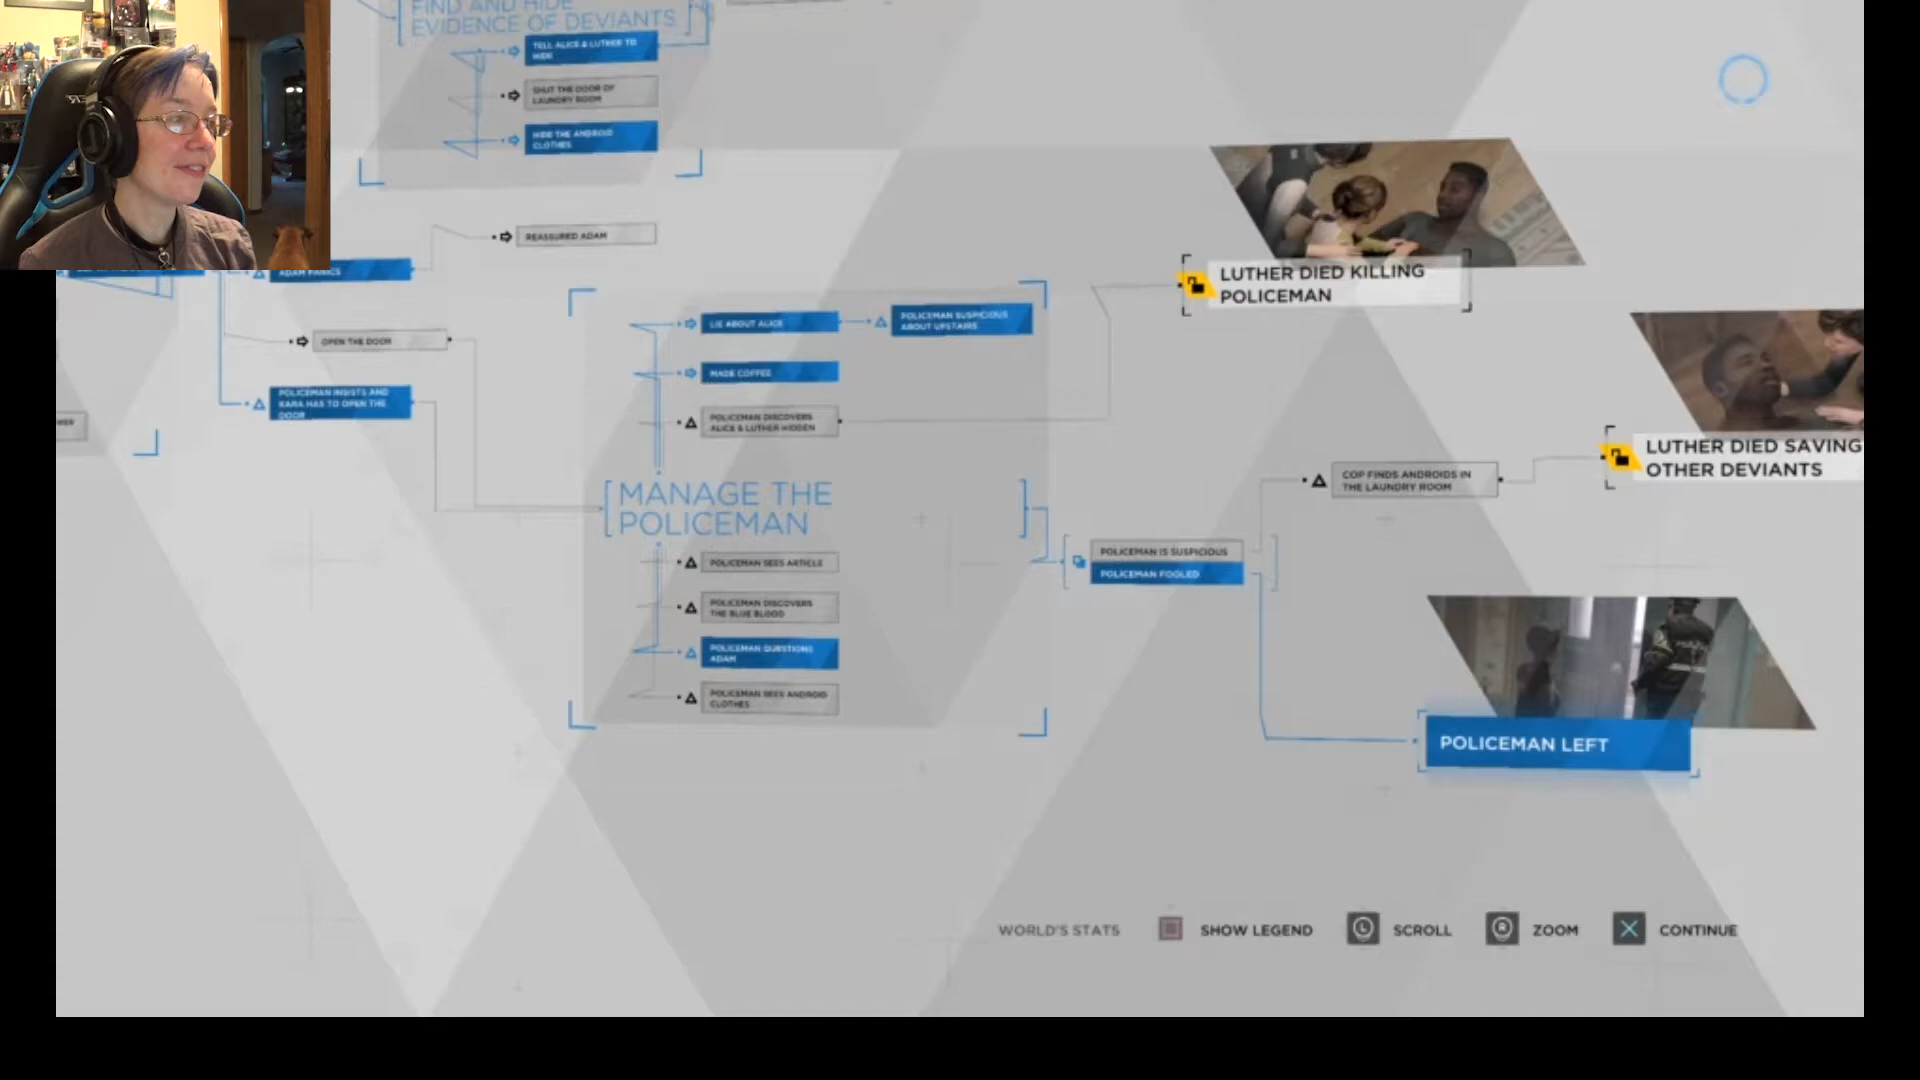 FIND AND HIDE
EVIDENCE OF DEVIANTS
TELL ALICE & LUTHER TO
HIDE
SHUT THE DOOR OF
LAUNDRY ROOM
HIDE THE ANDROID
CLOTHES
REASSURED ADAM
ADAM PANICS
OPEN THE DOOR
POLICEMAN INSISTS AND
KARA HAS TO OPEN THE
DOOR
LIE ABOUT ALICE
POLICEMAN SUSPICIOUS
ABOUT UPSTAIRS
MADE COFFEE
POLICEMAN DISCOVERS
ALICE & LUTHER HIDDEN
MANAGE THE
POLICEMAN
POLICEMAN SEES ARTICLE
POLICEMAN DISCOVERS
THE BLUE BLOOD
POLICEMAN QUESTIONS
ADAM
POLICEMAN SEES ANDROID
CLOTHES
POLICEMAN IS SUSPICIOUS
POLICEMAN FOOLED
LUTHER DIED KILLING
POLICEMAN
COP FINDS ANDROIDS IN
THE LAUNDRY ROOM
LUTHER DIED SAVING
OTHER DEVIANTS
POLICEMAN LEFT
WORLD'S STATS
SHOW LEGEND
L
SCROLL
R
ZOOM
CONTINUE